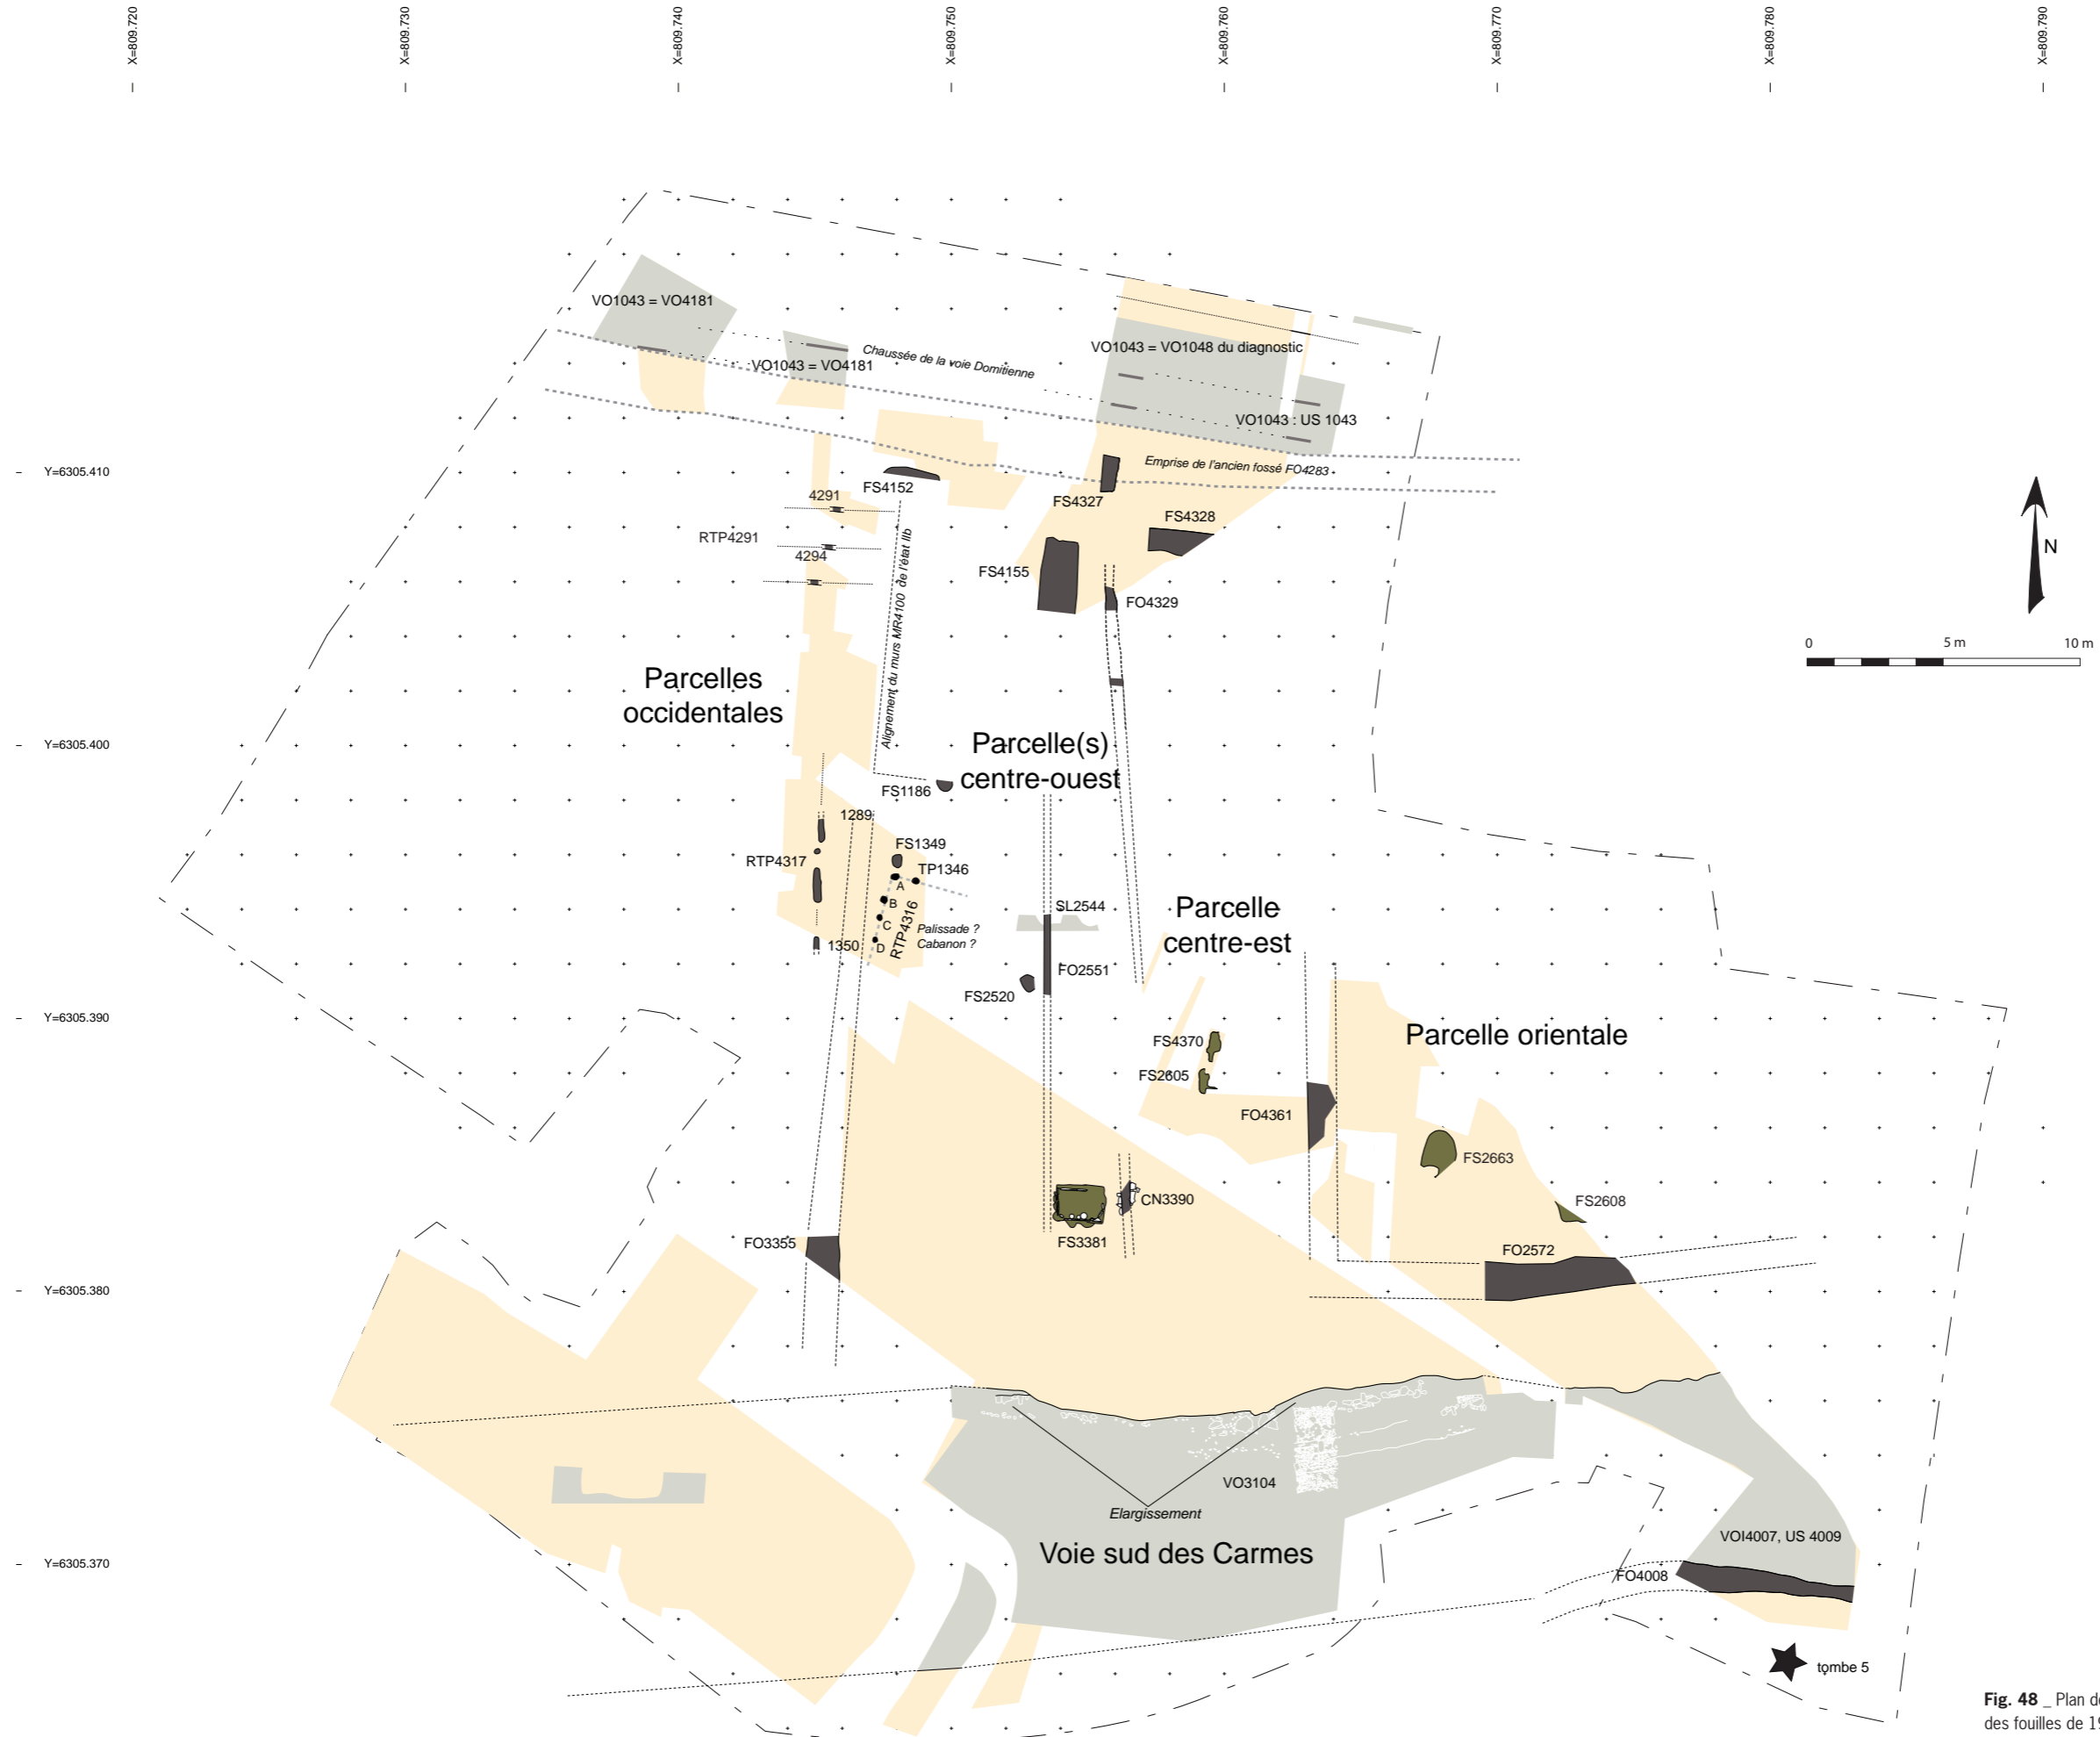 X=809.720
X=809.730
X=809.740
X=809.750
X=809.760
X=809.770
X=809.780
X=809.790
VO1043 = VO4181
Chaussée de la voie Domitienne
VO1043 = VO4181
VO1043 = VO1048 du diagnostic
VO1043 : US 1043
Y=6305.410
Emprise de l'ancien fossé FO4283
FS4152
4291
FS4327
FS4328
RTP4291
4294
FS4155
FO4329
Alignement du murs MR4100 de l'état IIb
N
0 5 m 10 m
Parcelles
occidentales
Y=6305.400
Parcelle(s)
centre-ouest
FS1186
1289
FS1349
RTP4317
TP1346
A
B
C
D
RTP4316
Palissade ?
Cabanon ?
1350
SL2544
FO2551
FS2520
Parcelle
centre-est
Y=6305.390
Parcelle orientale
FS4370
FS2605
FO4361
FS2663
CN3390
FS2608
FO3355
FS3381
FO2572
Y=6305.380
VO3104
Elargissement
Voie sud des Carmes
VOI4007, US 4009
Y=6305.370
FO4008
tombe 5
Fig. 48 _ Plan de
des fouilles de 19